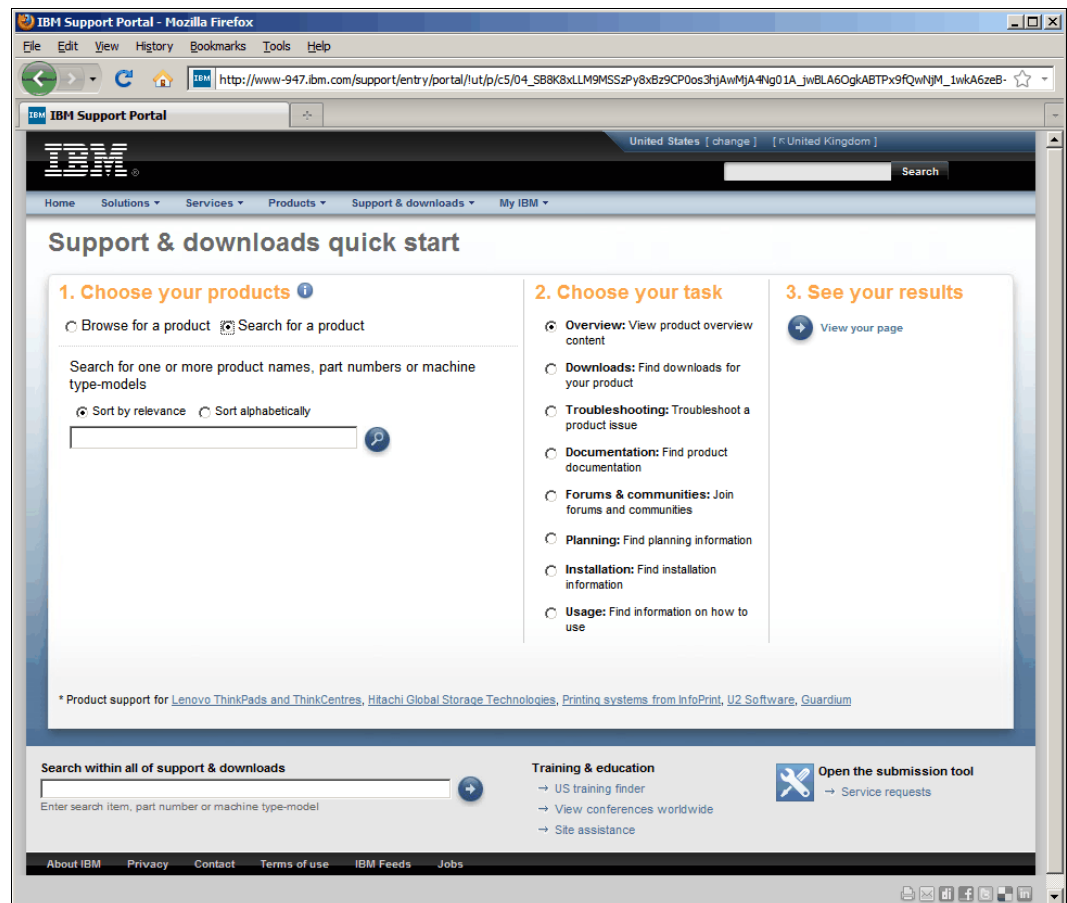 IBM Support Portal - Mozilla Firefox
File Edit View History Bookmarks Tools Help
IBM http://www-947.ibm.com/support/entry/portal/!ut/p/c5/04_SB8K8xLLM9MSSzPy8xBz9CP0os3hjAwMjA4Ng01A_jwBLA6OgkABTPx9fQwNjM_1wkA6zeB-
IBM IBM Support Portal
United States [ change ] [ United Kingdom ]
IBM ®
Search
Home Solutions Services Products Support & downloads My IBM
Support & downloads quick start
1. Choose your products i
Browse for a product Search for a product
Search for one or more product names, part numbers or machine
type-models
Sort by relevance Sort alphabetically
2. Choose your task
Overview: View product overview
content
Downloads: Find downloads for
your product
Troubleshooting: Troubleshoot a
product issue
Documentation: Find product
documentation
Forums & communities: Join
forums and communities
Planning: Find planning information
Installation: Find installation
information
Usage: Find information on how to
use
3. See your results
View your page
* Product support for Lenovo ThinkPads and ThinkCentres, Hitachi Global Storage Technologies, Printing systems from InfoPrint, U2 Software, Guardium
Search within all of support & downloads
Enter search item, part number or machine type-model
Training & education
→ US training finder
→ View conferences worldwide
→ Site assistance
Open the submission tool
→ Service requests
About IBM Privacy Contact Terms of use IBM Feeds Jobs